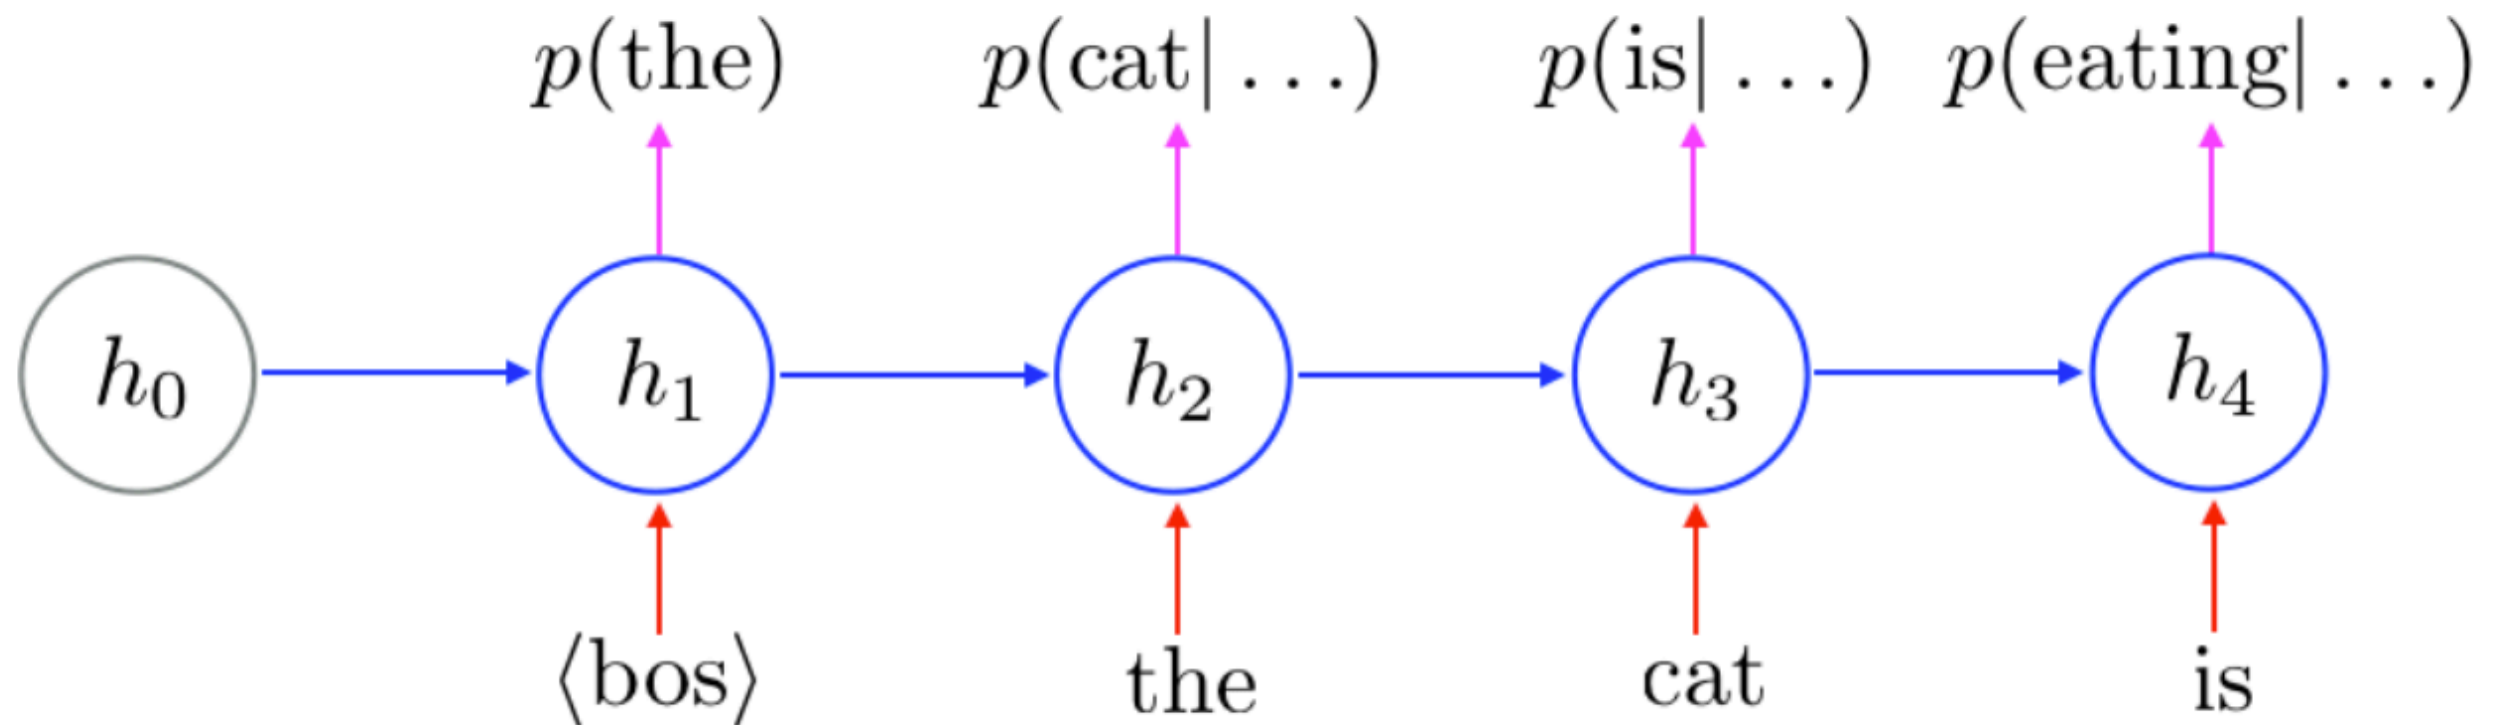 p(the) p(cat| . . .) p(is| . . .) p(eating| . . .)
h₀ h₁ h₂ h₃ h₄
⟨bos⟩ the cat is